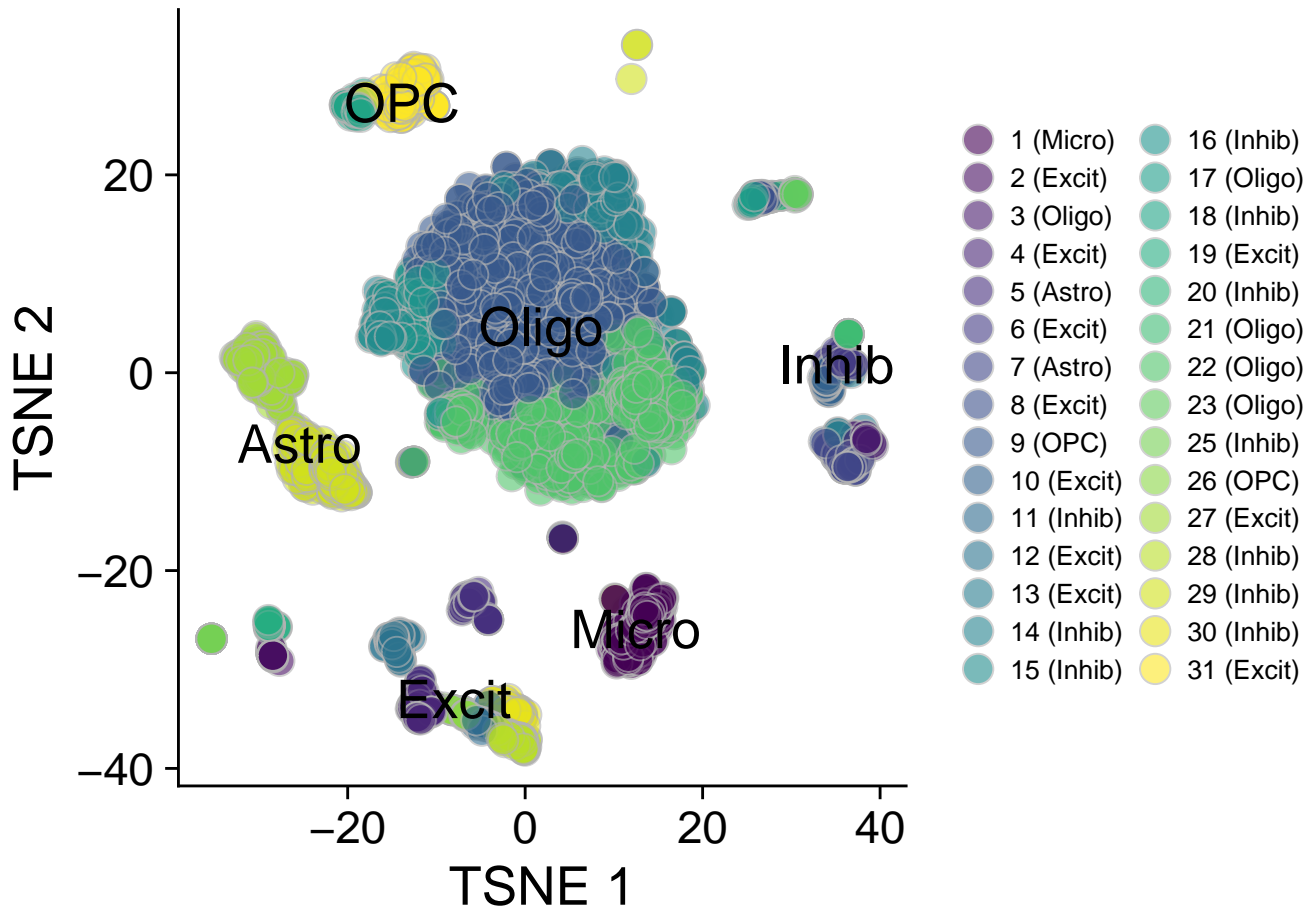 OPC
20
Oligo
0
Inhib
Astro
−20
Micro
Excit
−40
−20
0
20
40
TSNE 1
TSNE 2
1 (Micro)
2 (Excit)
3 (Oligo)
4 (Excit)
5 (Astro)
6 (Excit)
7 (Astro)
8 (Excit)
9 (OPC)
10 (Excit)
11 (Inhib)
12 (Excit)
13 (Excit)
14 (Inhib)
15 (Inhib)
16 (Inhib)
17 (Oligo)
18 (Inhib)
19 (Excit)
20 (Inhib)
21 (Oligo)
22 (Oligo)
23 (Oligo)
25 (Inhib)
26 (OPC)
27 (Excit)
28 (Inhib)
29 (Inhib)
30 (Inhib)
31 (Excit)